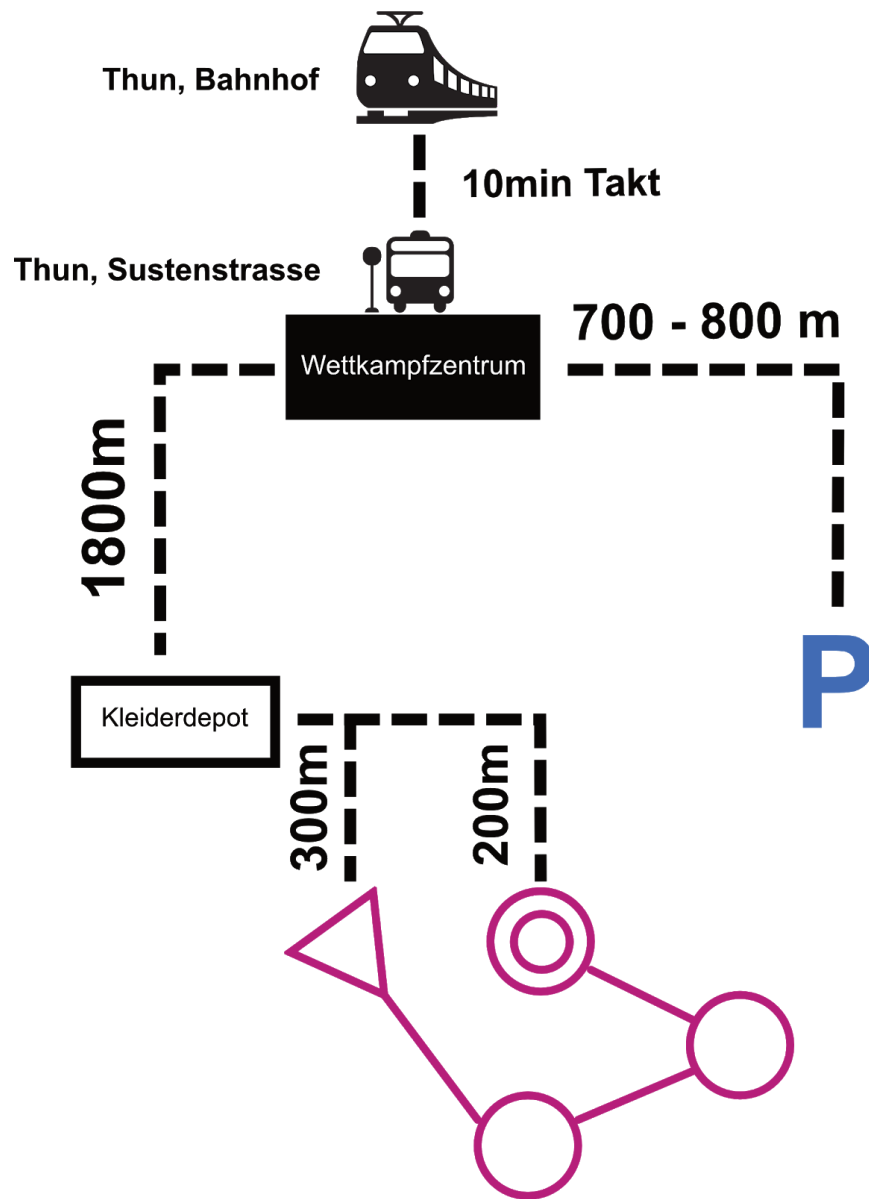 Thun, Bahnhof
10min Takt
Thun, Sustenstrasse
700 - 800 m
Wettkampfzentrum
1800m
P
Kleiderdepot
300m
200m